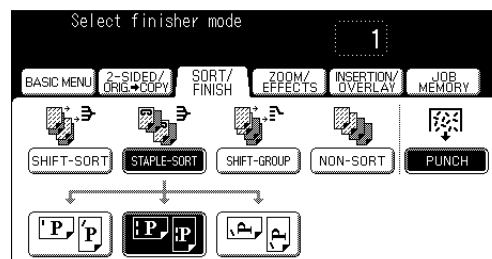 Select finisher mode
1
BASIC MENU 2-SIDED/ SORT/ ZOOM/ INSERTION/ JOB
ORIG.➔COPY FINISH EFFECTS OVERLAY MEMORY
SHIFT-SORT STAPLE-SORT SHIFT-GROUP NON-SORT PUNCH
P P P P P P